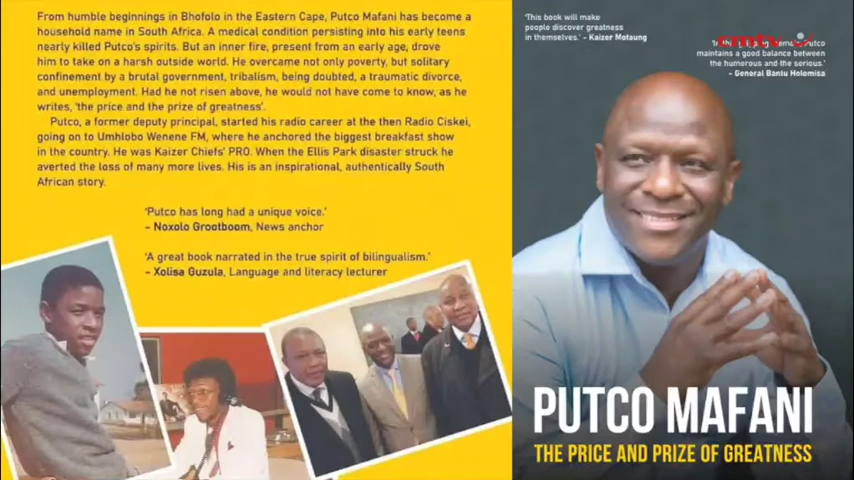 From humble beginnings in Bhofolo in the Eastern Cape, Putco Mafani has become a
household name in South Africa. A medical condition persisting into his early teens
nearly killed Putco's spirits. But an inner fire, present from an early age, drove
him to take on a harsh outside world. He overcame not only poverty, but solitary
confinement by a brutal government, tribalism, being doubted, a traumatic divorce,
and unemployment. Had he not risen above, he would not have come to know, as he
writes, 'the price and the prize of greatness'.
Putco, a former deputy principal, started his radio career at the then Radio Ciskei,
going on to Umhlobo Wenene FM, where he anchored the biggest breakfast show
in the country. He was Kaizer Chiefs' PRO. When the Ellis Park disaster struck he
averted the loss of many more lives. His is an inspirational, authentically South
African story.
'Putco has long had a unique voice.'
– Noxolo Grootboom, News anchor
'A great book narrated in the true spirit of bilingualism.'
– Xolisa Guzula, Language and literacy lecturer
'This book will make
people discover greatness
in themselves.' – Kaizer Motaung
Putco
maintains a good balance between
the humorous and the serious.'
– General Bantu Holomisa
PUTCO MAFANI
THE PRICE AND PRIZE OF GREATNESS